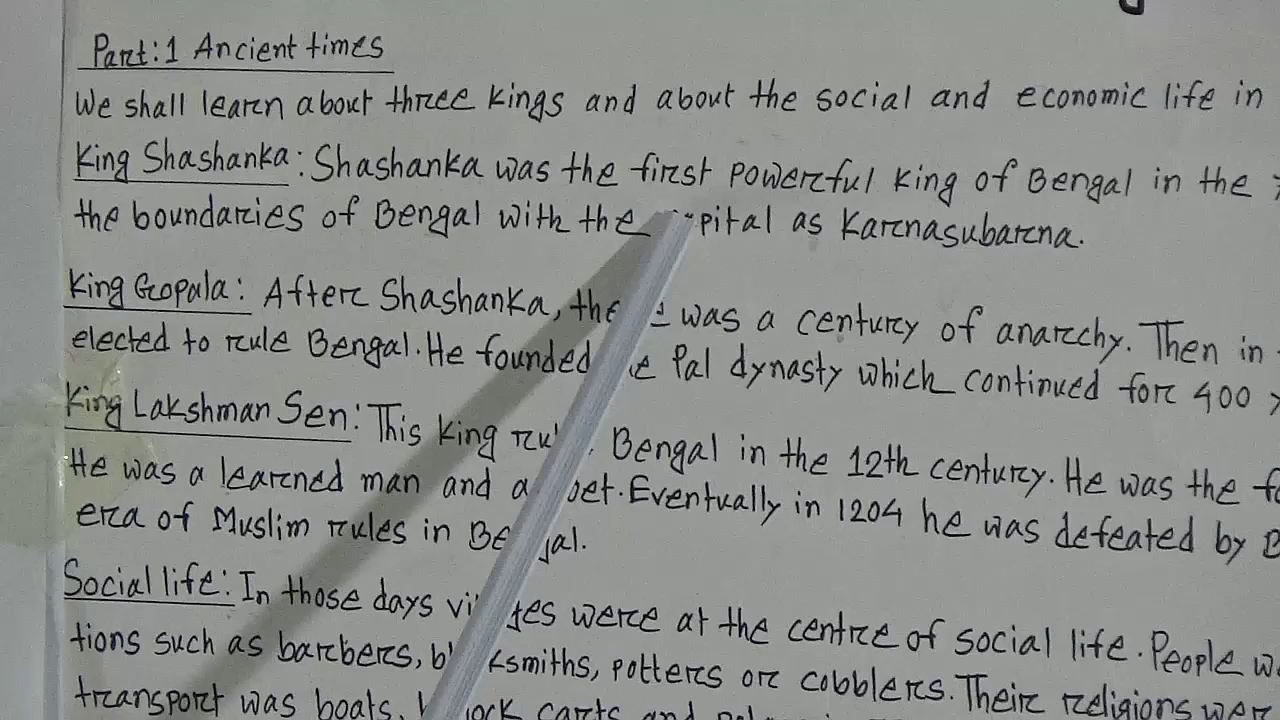 Part:1 Ancient times
We shall learn about three kings and about the social and economic life in
King Shashanka: Shashanka was the first powerful king of Bengal in the
the boundaries of Bengal with the as Karnasubarna.
King Gopala: After Shashanka, was a century of anarchy. Then in
elected to rule Bengal. He founded Pal dynasty which continued for 400
King Lakshman Sen: This king Bengal in the 12th century. He was the
He was a learned man and a Eventually in 1204 he was defeated by
era of Muslim rules in
Social life: In those days were at the centre of social life. People
tions such as barbers, potters or cobblers. Their religions
transport was boats, carts and